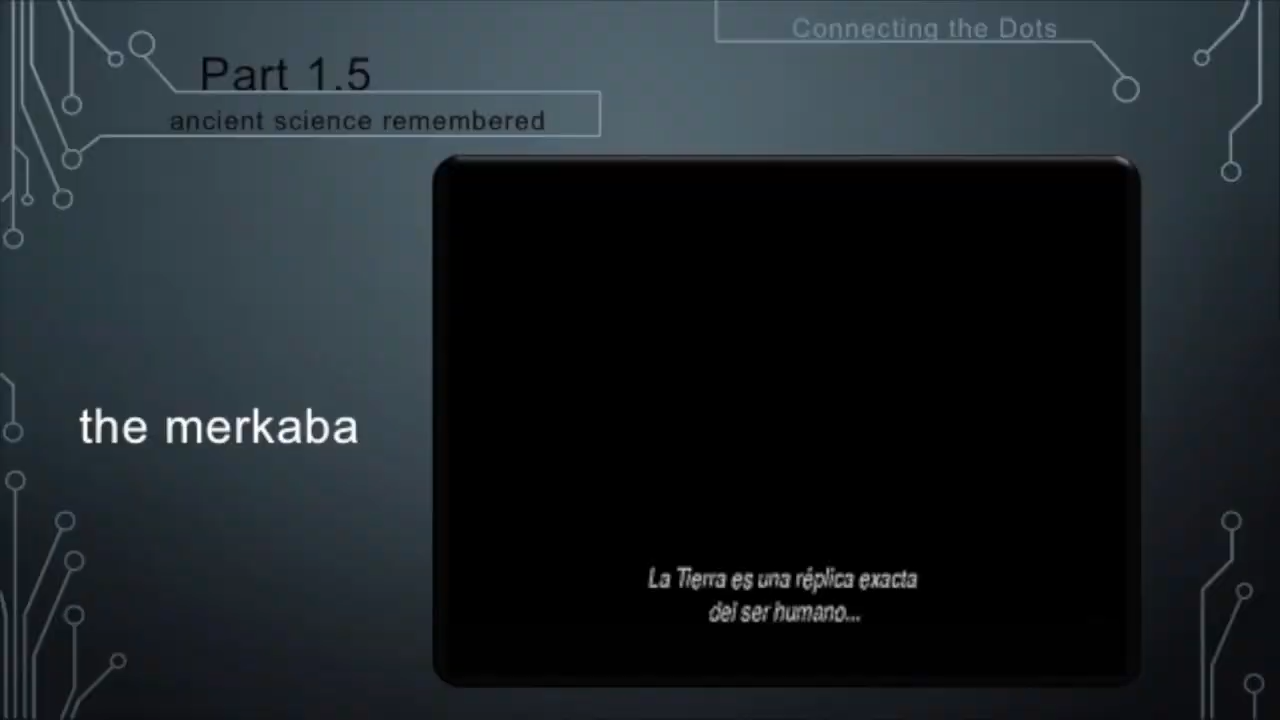 Connecting the Dots
Part 1.5
ancient science remembered
the merkaba
La Tierra es una réplica exacta
del ser humano...